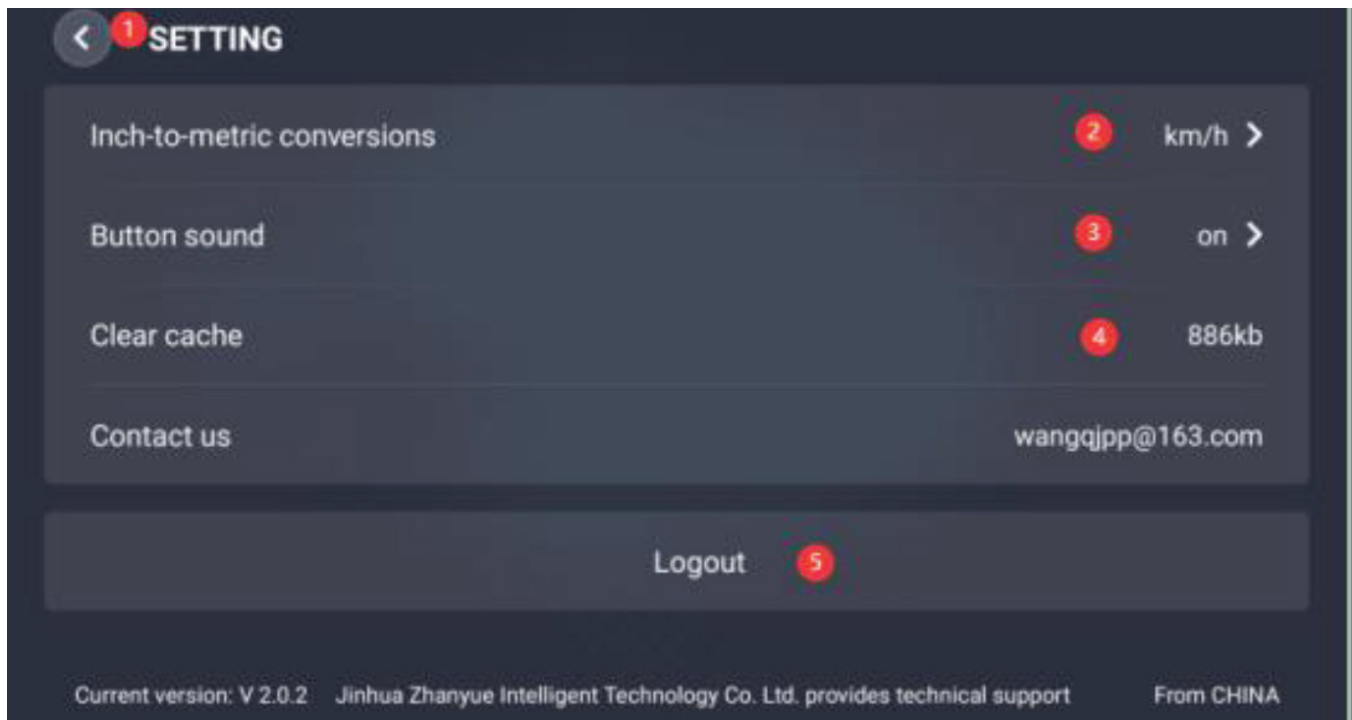 1 SETTING
Inch-to-metric conversions 2 km/h
Button sound 3 on
Clear cache 4 886kb
Contact us wangqjpp@163.com
Logout 5
Current version: V 2.0.2 Jinhua Zhanyue Intelligent Technology Co. Ltd. provides technical support From CHINA